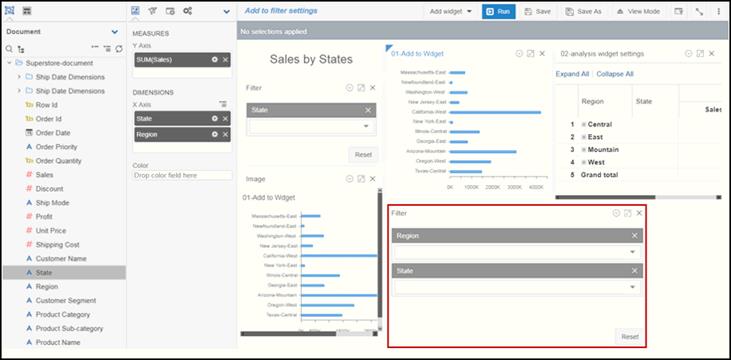 Add to filter settings
Add widget
Run
Save
Save As
View Mode
Document
No selections applied
Superstore-document
Ship Date Dimensions
Ship Date Dimensions
Row Id
Order Id
Order Date
Order Priority
Order Quantity
Sales
Discount
Ship Mode
Profit
Unit Price
Shipping Cost
Customer Name
State
Region
Customer Segment
Product Category
Product Sub-category
Product Name
MEASURES
Y Axis
SUM(Sales)
DIMENSIONS
X Axis
State
Region
Color
Drop color field here
Sales by States
Filter
State
Reset
01-Add to Wdget
Massachusetts-East
Newfoundland-East
Washington-West
New Jersey-East
California-West
New York-East
Illinois-Central
Georgia-East
Arizona-Mountain
Oregon-West
Texas-Central
0K 1000K 2000K 3000K 4000K
02-analysis widget settings
Expand All Collapse All
Region State Sales
1 Central
2 East
3 Mountain
4 West
5 Grand total
Image
01-Add to Wdget
Massachusetts-East
Newfoundland-East
Washington-West
New Jersey-East
California-West
New York-East
Illinois-Central
Georgia-East
Arizona-Mountain
Oregon-West
Texas-Central
Filter
Region
State
Reset